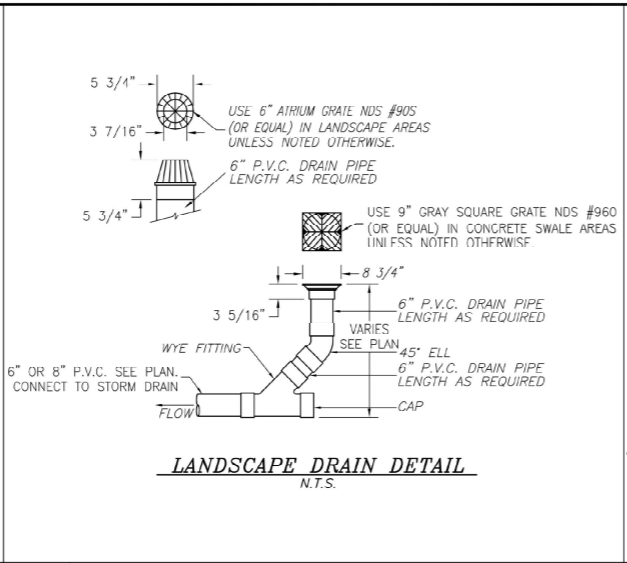 5 3/4"
USE 6" ATRIUM GRATE NDS #90S
(OR EQUAL) IN LANDSCAPE AREAS
UNLESS NOTED OTHERWISE.
3 7/16"
6" P.V.C. DRAIN PIPE
LENGTH AS REQUIRED
5 3/4"
USE 9" GRAY SQUARE GRATE NDS #960
(OR EQUAL) IN CONCRETE SWALE AREAS
UNLESS NOTED OTHERWISE.
8 3/4"
3 5/16"
6" P.V.C. DRAIN PIPE
LENGTH AS REQUIRED
VARIES
SEE PLAN
WYE FITTING
45° ELL
6" P.V.C. DRAIN PIPE
LENGTH AS REQUIRED
6" OR 8" P.V.C. SEE PLAN.
CONNECT TO STORM DRAIN
CAP
FLOW
LANDSCAPE DRAIN DETAIL
N.T.S.